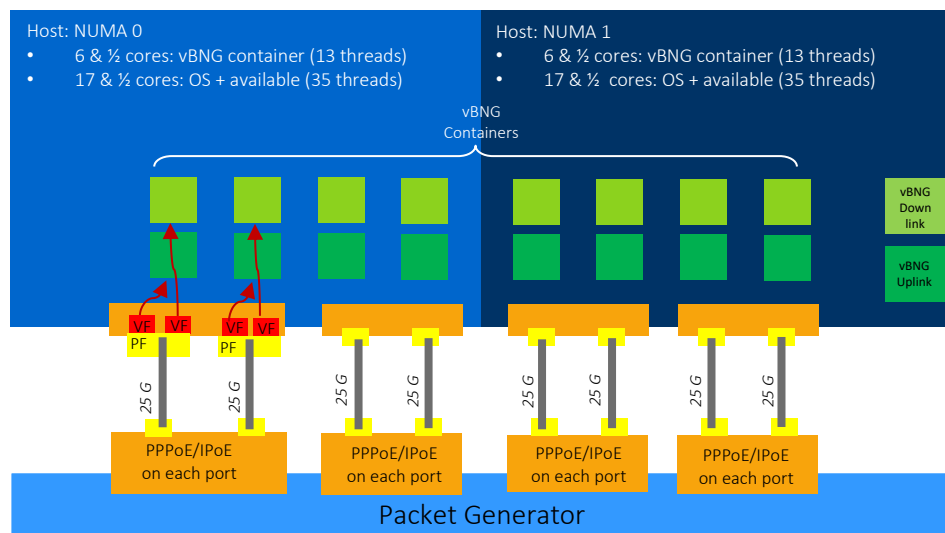 Host: NUMA 0
• 6 & ½ cores: vBNG container (13 threads)
• 17 & ½ cores: OS + available (35 threads)
Host: NUMA 1
• 6 & ½ cores: vBNG container (13 threads)
• 17 & ½ cores: OS + available (35 threads)
vBNG
Containers
vBNG
Down
link
vBNG
Uplink
VF
VF
PF
VF
VF
PF
25 G
25 G
25 G
25 G
25 G
25 G
25 G
25 G
PPPoE/IPoE
on each port
PPPoE/IPoE
on each port
PPPoE/IPoE
on each port
PPPoE/IPoE
on each port
Packet Generator